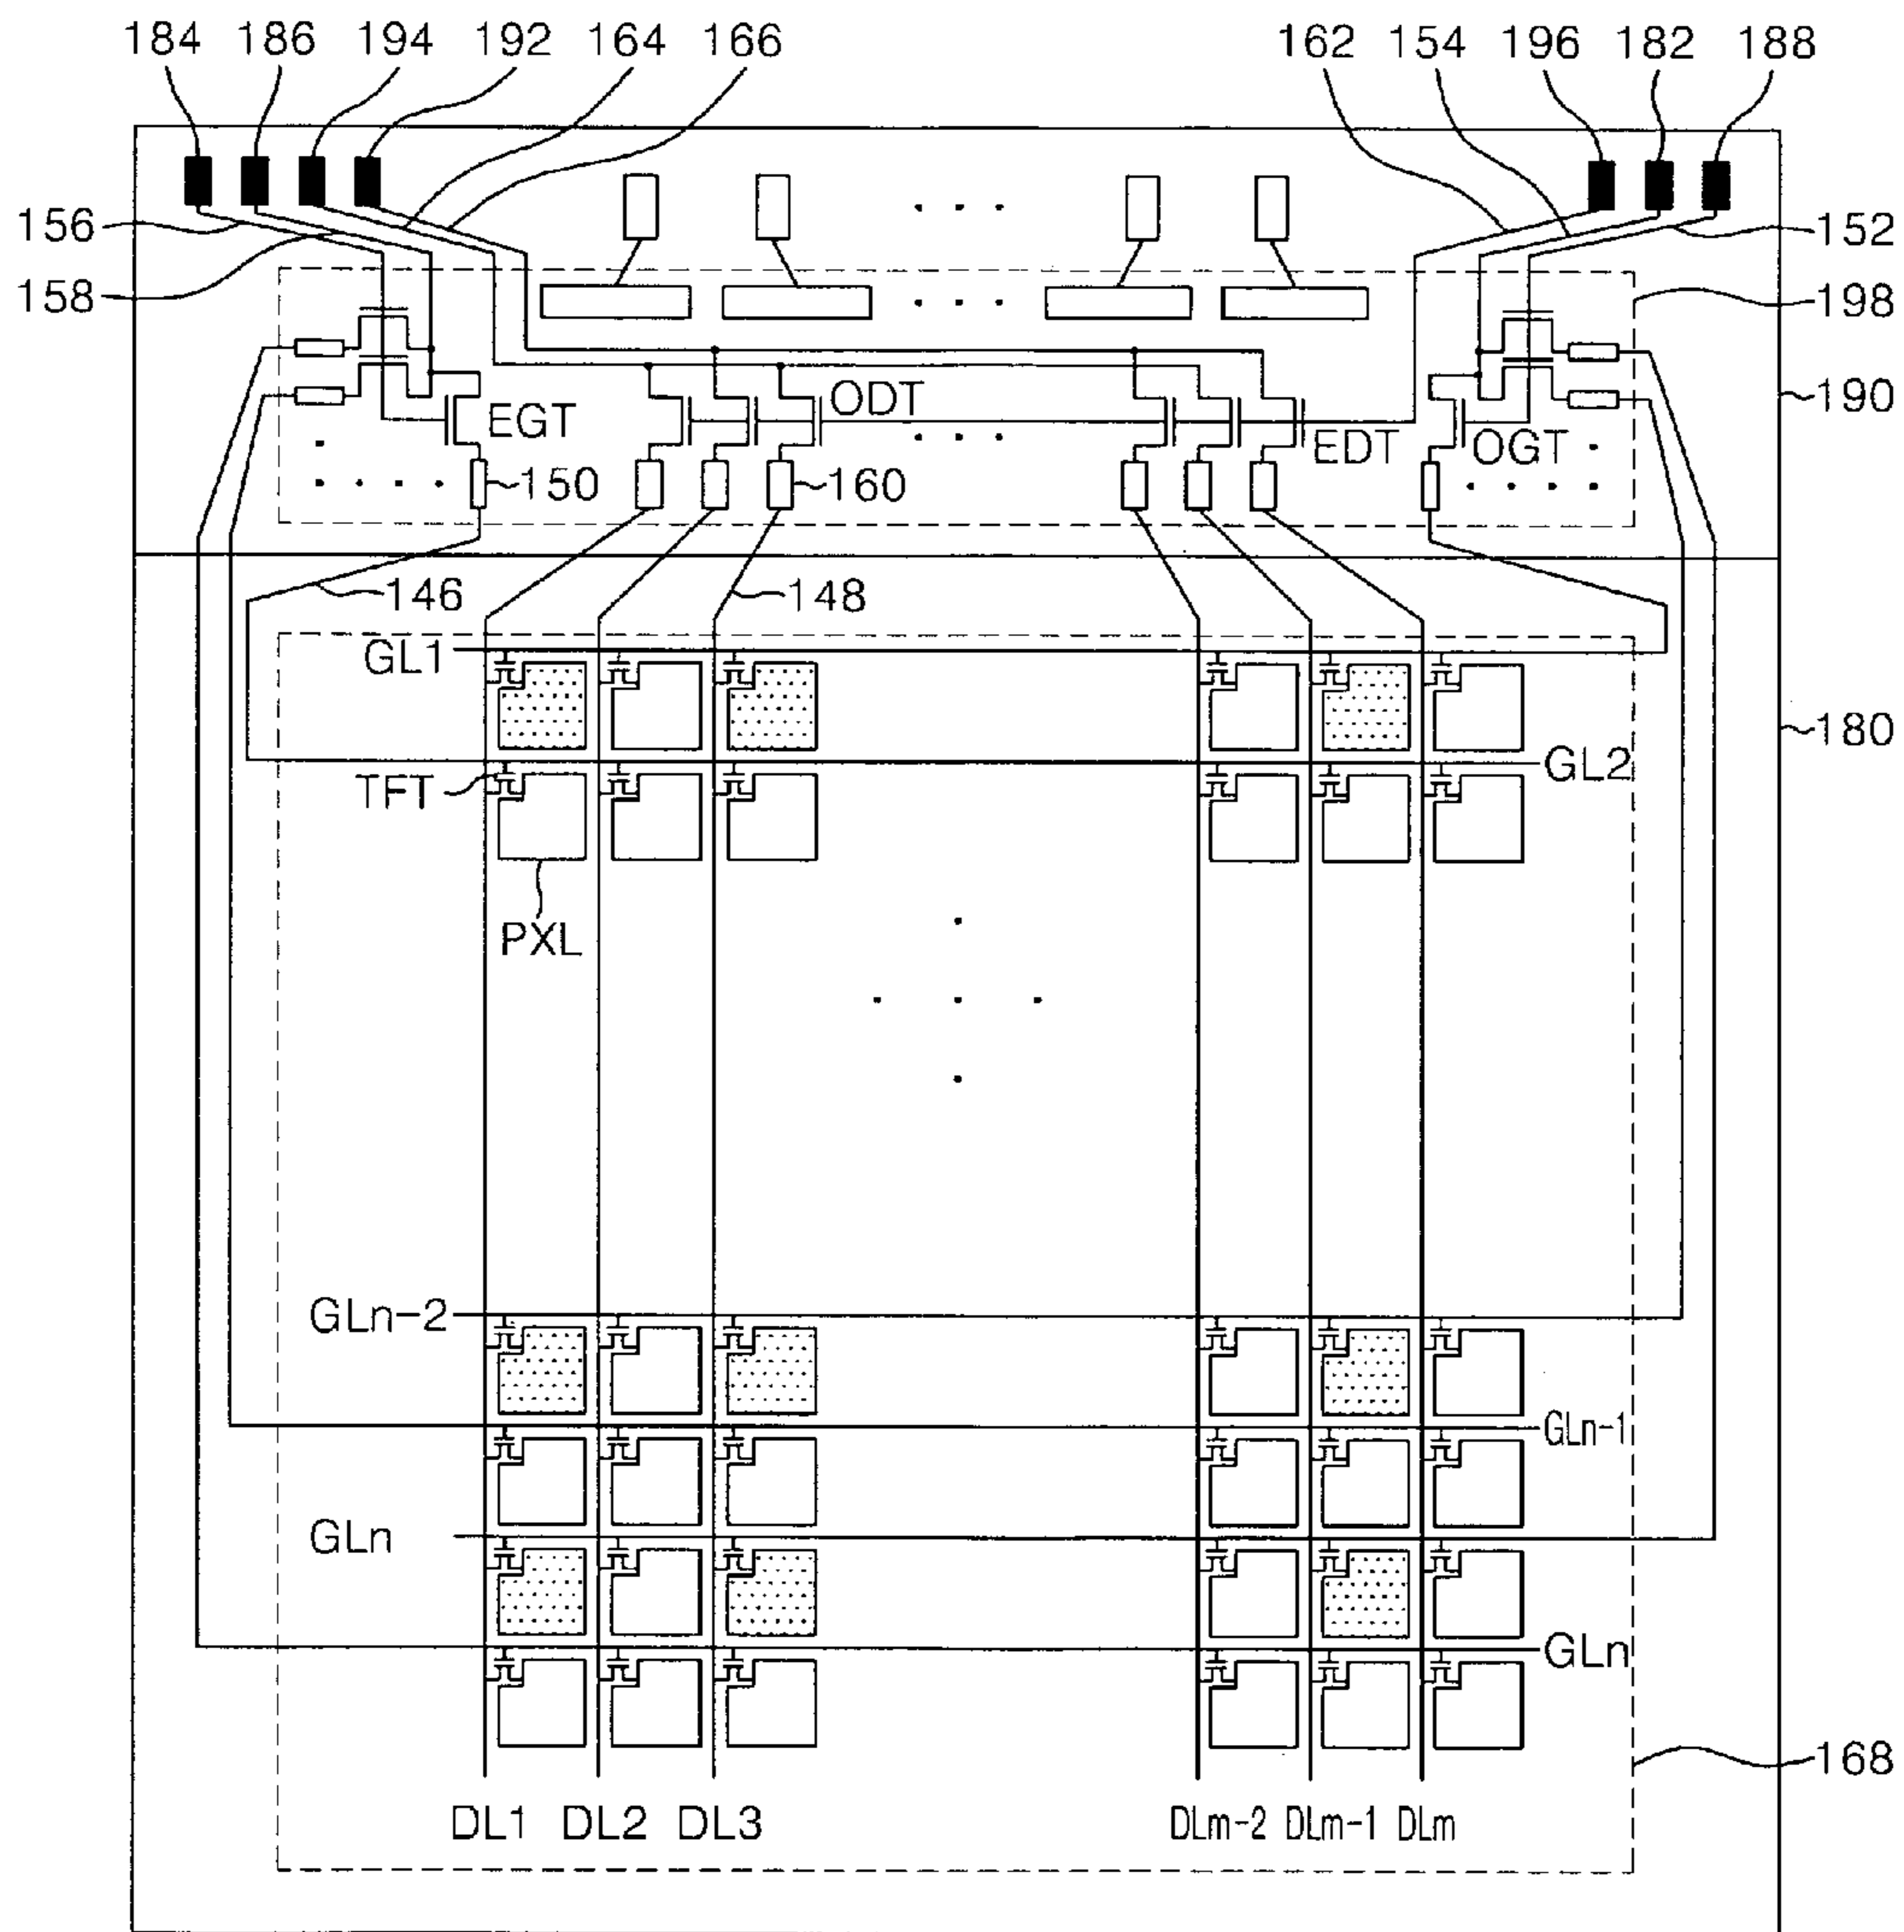 184 186 194 192 164 166 162 154 196 182 188
156
152
158
198
ODT
190
EGT
EDT
OGT
150
160
146
148
GL1
180
GL2
TFT
PXL
GLn-2
GLn-1
GLn
GLn
168
DL1 DL2 DL3 DLm-2 DLm-1 DLm